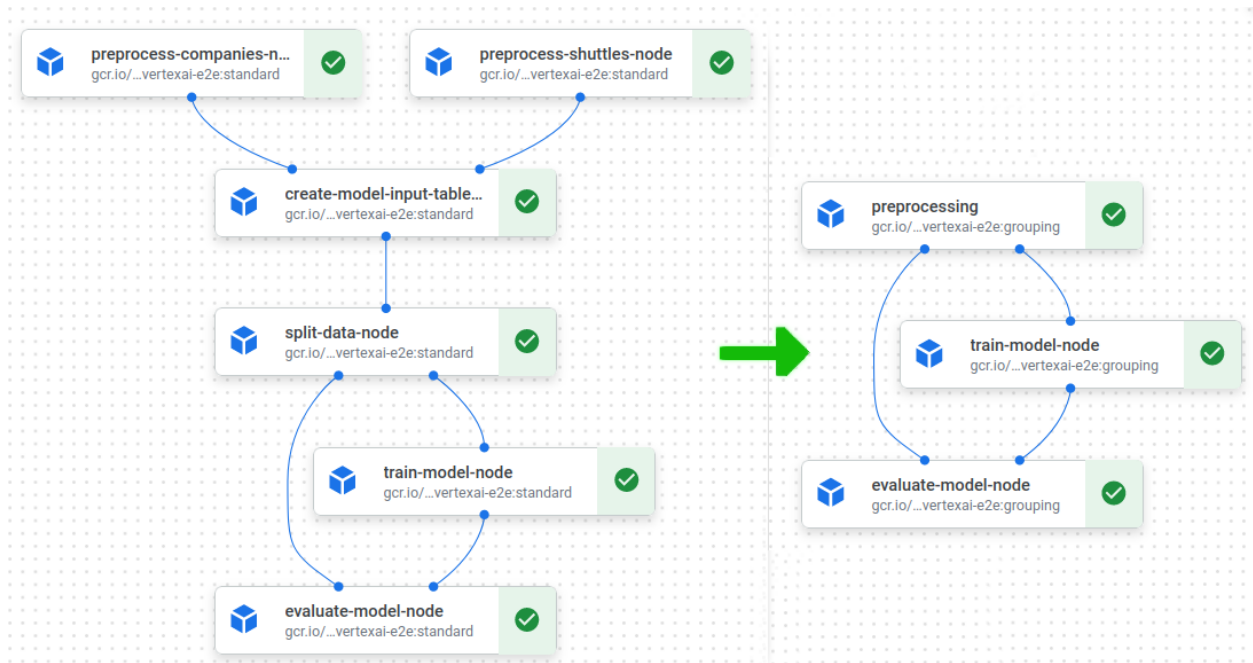 preprocess-companies-n...
gcr.io/...vertexai-e2e:standard
preprocess-shuttles-node
gcr.io/...vertexai-e2e:standard
create-model-input-table...
gcr.io/...vertexai-e2e:standard
split-data-node
gcr.io/...vertexai-e2e:standard
train-model-node
gcr.io/...vertexai-e2e:standard
evaluate-model-node
gcr.io/...vertexai-e2e:standard
preprocessing
gcr.io/...vertexai-e2e:grouping
train-model-node
gcr.io/...vertexai-e2e:grouping
evaluate-model-node
gcr.io/...vertexai-e2e:grouping